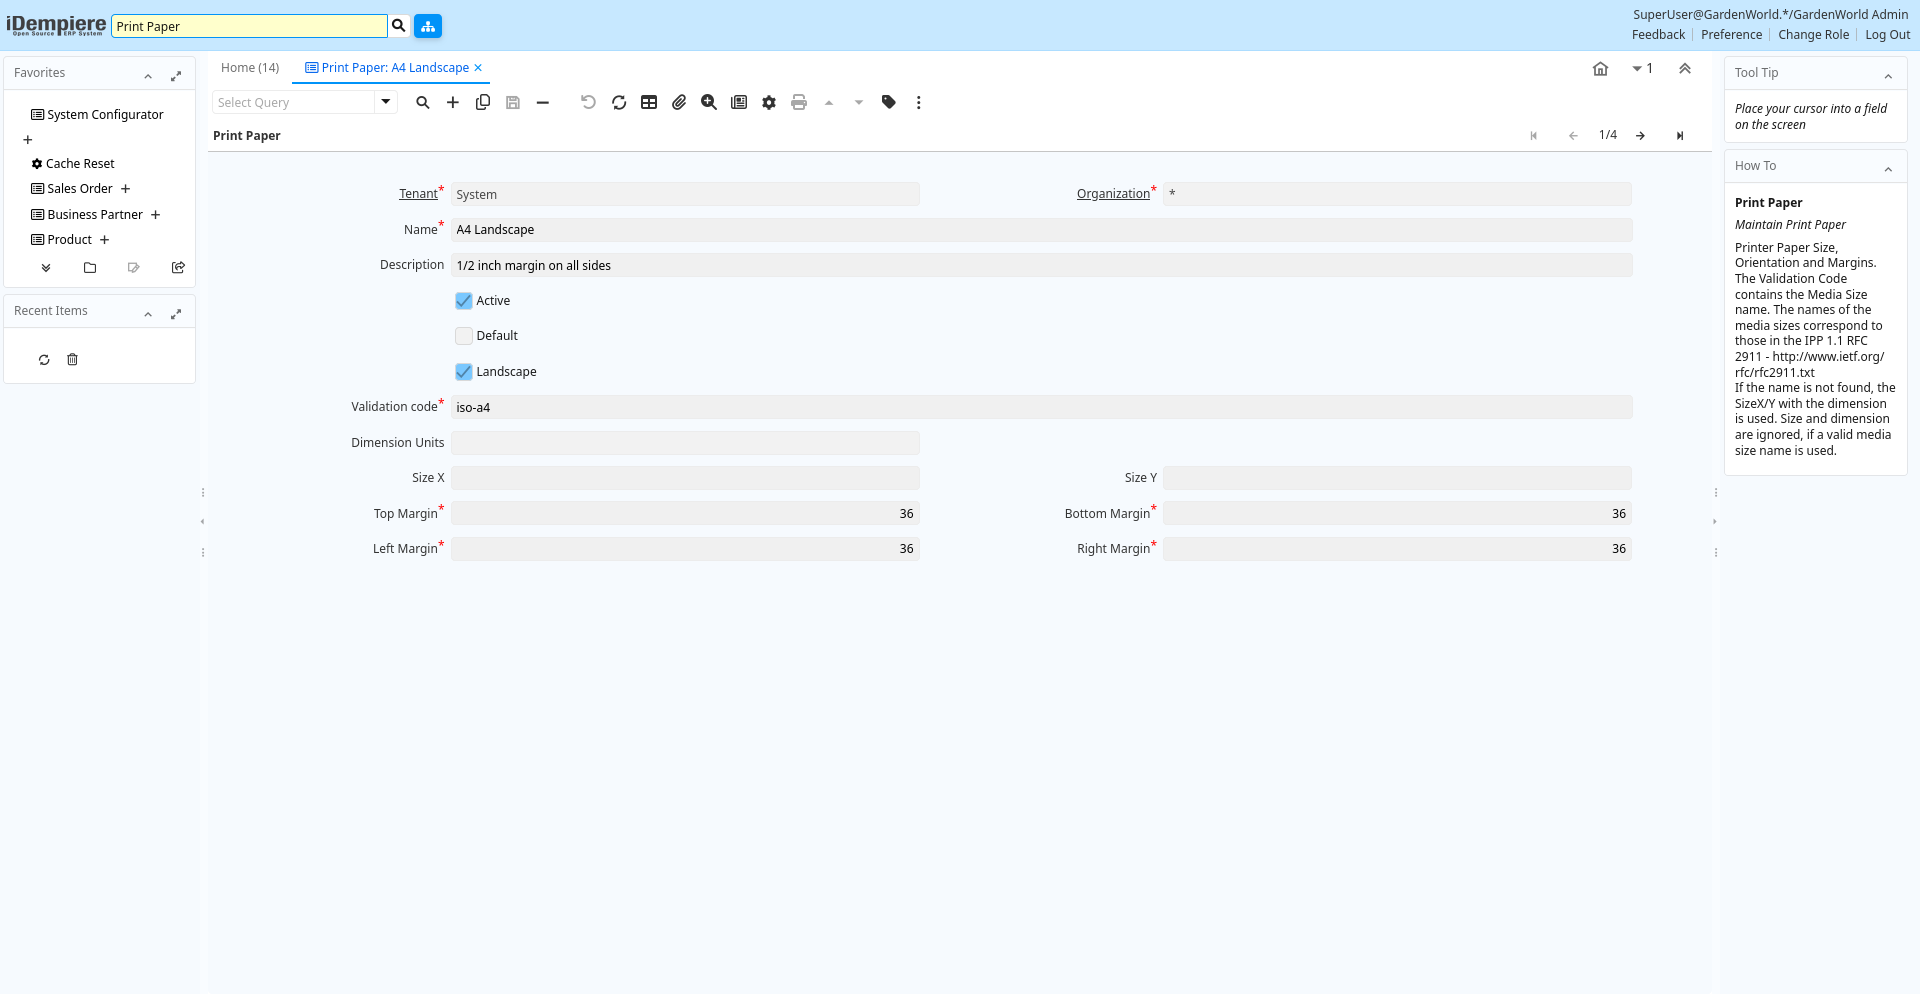 iDempiere
Open Source ERP System
Print Paper
SuperUser@GardenWorld.*/GardenWorld Admin
Feedback
Preference
Change Role
Log Out
Favorites
System Configurator
Cache Reset
Sales Order
Business Partner
Product
Recent Items
Home (14)
Print Paper: A4 Landscape
1
Select Query
Print Paper
1/4
Tenant*
System
Organization*
*
Name*
A4 Landscape
Description
1/2 inch margin on all sides
Active
Default
Landscape
Validation code*
iso-a4
Dimension Units
Size X
Size Y
Top Margin*
36
Bottom Margin*
36
Left Margin*
36
Right Margin*
36
Tool Tip
Place your cursor into a field
on the screen
How To
Print Paper
Maintain Print Paper
Printer Paper Size,
Orientation and Margins.
The Validation Code
contains the Media Size
name. The names of the
media sizes correspond to
those in the IPP 1.1 RFC
2911 - http://www.ietf.org/
rfc/rfc2911.txt
If the name is not found, the
SizeX/Y with the dimension
is used. Size and dimension
are ignored, if a valid media
size name is used.